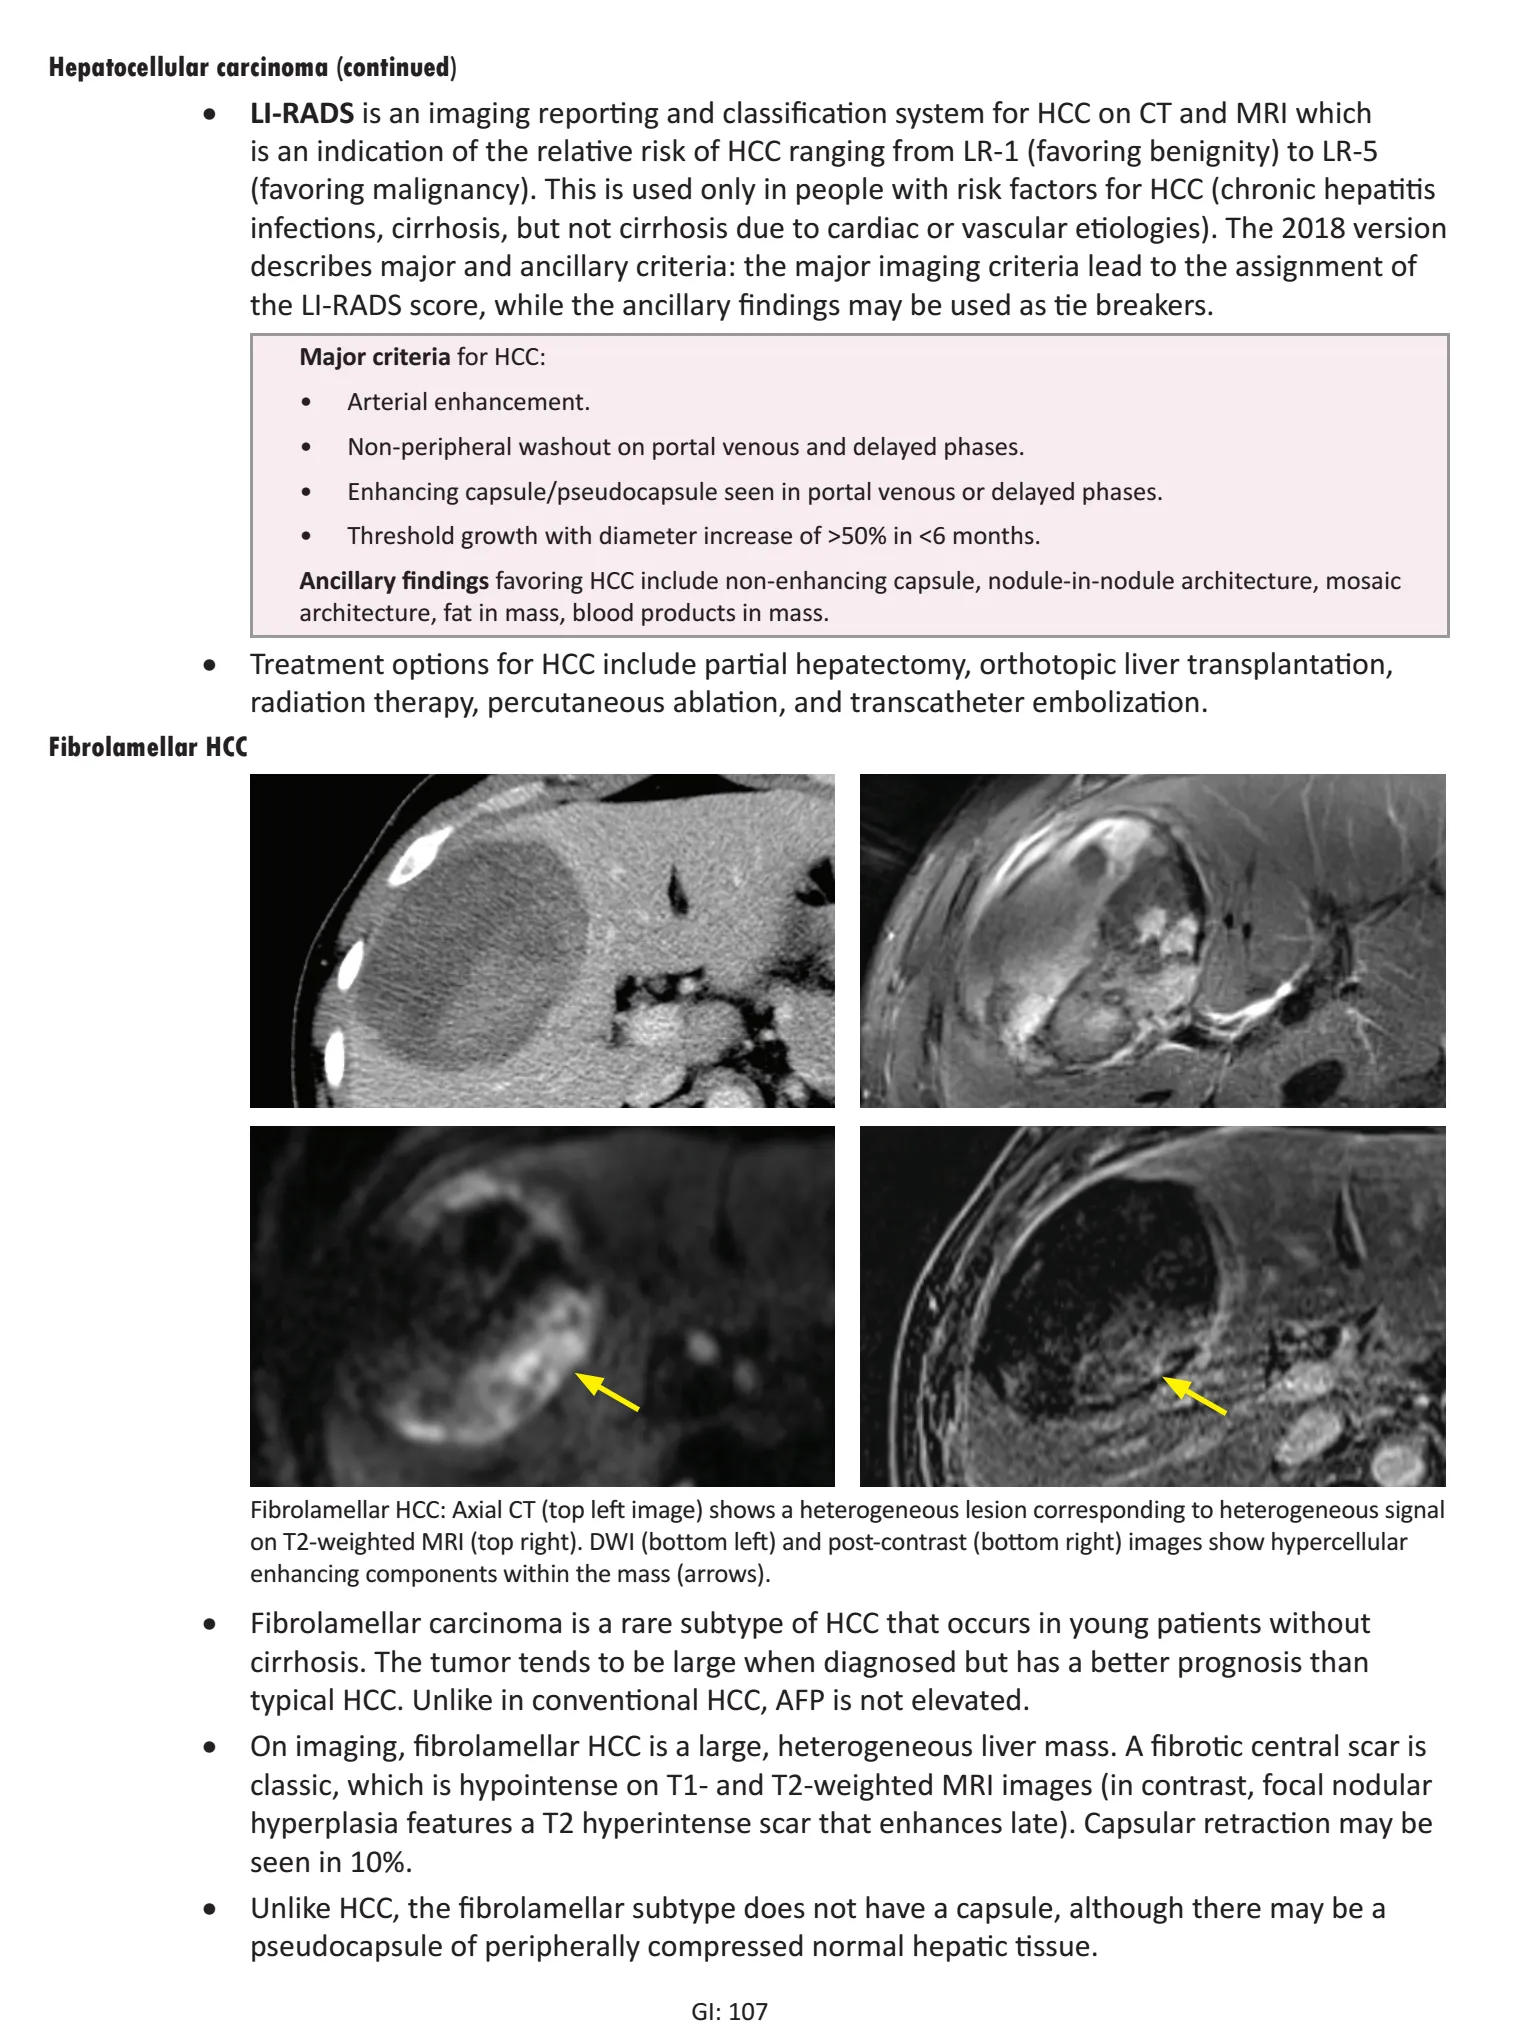 Hepatocellular carcinoma (continued)
• LI-RADS is an imaging reporting and classification system for HCC on CT and MRI which
is an indication of the relative risk of HCC ranging from LR-1 (favoring benignity) to LR-5
(favoring malignancy). This is used only in people with risk factors for HCC (chronic hepatitis
infections, cirrhosis, but not cirrhosis due to cardiac or vascular etiologies). The 2018 version
describes major and ancillary criteria: the major imaging criteria lead to the assignment of
the LI-RADS score, while the ancillary findings may be used as tie breakers.
Major criteria for HCC:
• Arterial enhancement.
• Non-peripheral washout on portal venous and delayed phases.
• Enhancing capsule/pseudocapsule seen in portal venous or delayed phases.
• Threshold growth with diameter increase of >50% in <6 months.
Ancillary findings favoring HCC include non-enhancing capsule, nodule-in-nodule architecture, mosaic
architecture, fat in mass, blood products in mass.
• Treatment options for HCC include partial hepatectomy, orthotopic liver transplantation,
radiation therapy, percutaneous ablation, and transcatheter embolization.
Fibrolamellar HCC
Fibrolamellar HCC: Axial CT (top left image) shows a heterogeneous lesion corresponding to heterogeneous signal
on T2-weighted MRI (top right). DWI (bottom left) and post-contrast (bottom right) images show hypercellular
enhancing components within the mass (arrows).
• Fibrolamellar carcinoma is a rare subtype of HCC that occurs in young patients without
cirrhosis. The tumor tends to be large when diagnosed but has a better prognosis than
typical HCC. Unlike in conventional HCC, AFP is not elevated.
• On imaging, fibrolamellar HCC is a large, heterogeneous liver mass. A fibrotic central scar is
classic, which is hypointense on T1- and T2-weighted MRI images (in contrast, focal nodular
hyperplasia features a T2 hyperintense scar that enhances late). Capsular retraction may be
seen in 10%.
• Unlike HCC, the fibrolamellar subtype does not have a capsule, although there may be a
pseudocapsule of peripherally compressed normal hepatic tissue.
GI: 107